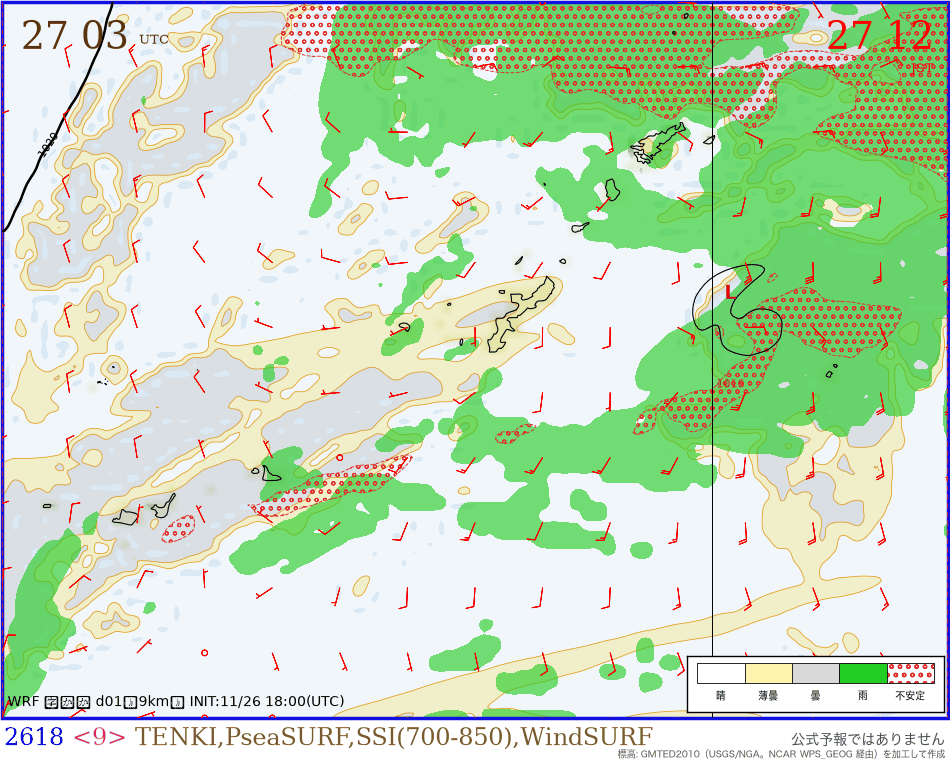 27 03 UTC
27 12
1020
L
晴 薄曇 曇 雨 不安定
WRF d01 9km INIT:11/26 18:00(UTC)
2618 <9> TENKI,PseaSURF,SSI(700-850),WindSURF
公式予報ではありません
標高: GMTED2010（USGS/NGA。NCAR WPS_GEOG 経由）を加工して作成